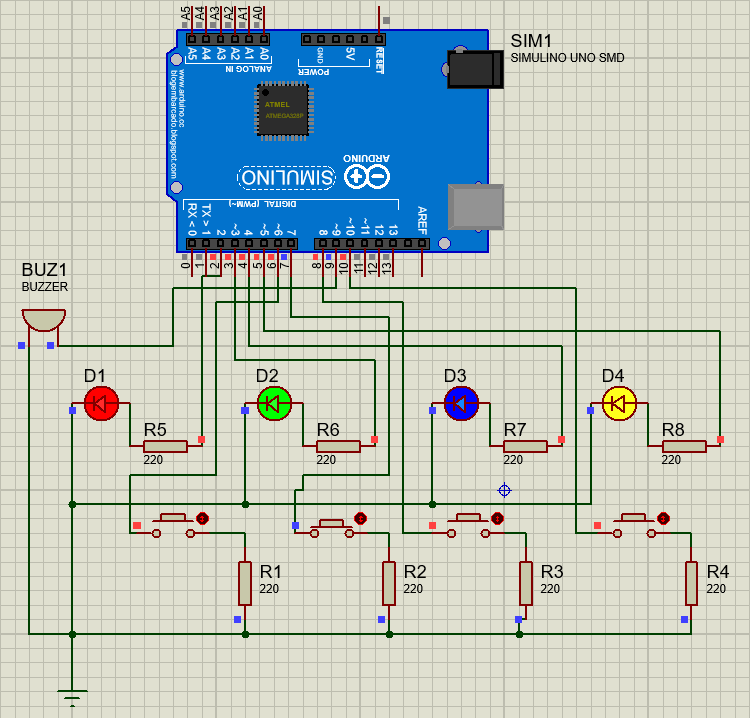 A5 A4 A3 A2 A1 A0
A5 A4 A3 A2 A1 A0
ANALOG IN
GND 5V RESET
POWER
SIM1
SIMULINO UNO SMD
www.arduino.cc
blogembarcado.blogspot.com
ATMEL
ATMEGA328P
ARDUINO
SIMULINO
DIGITAL (PWM~)
RX < 0 TX > 1 2 ~3 4 ~5 ~6 7 8 ~9 ~10 ~11 12 13 AREF
0 1 2 3 4 5 6 7 8 9 10 11 12 13
BUZ1
BUZZER
D1 D2 D3 D4
R5 R6 R7 R8
220 220 220 220
R1 R2 R3 R4
220 220 220 220